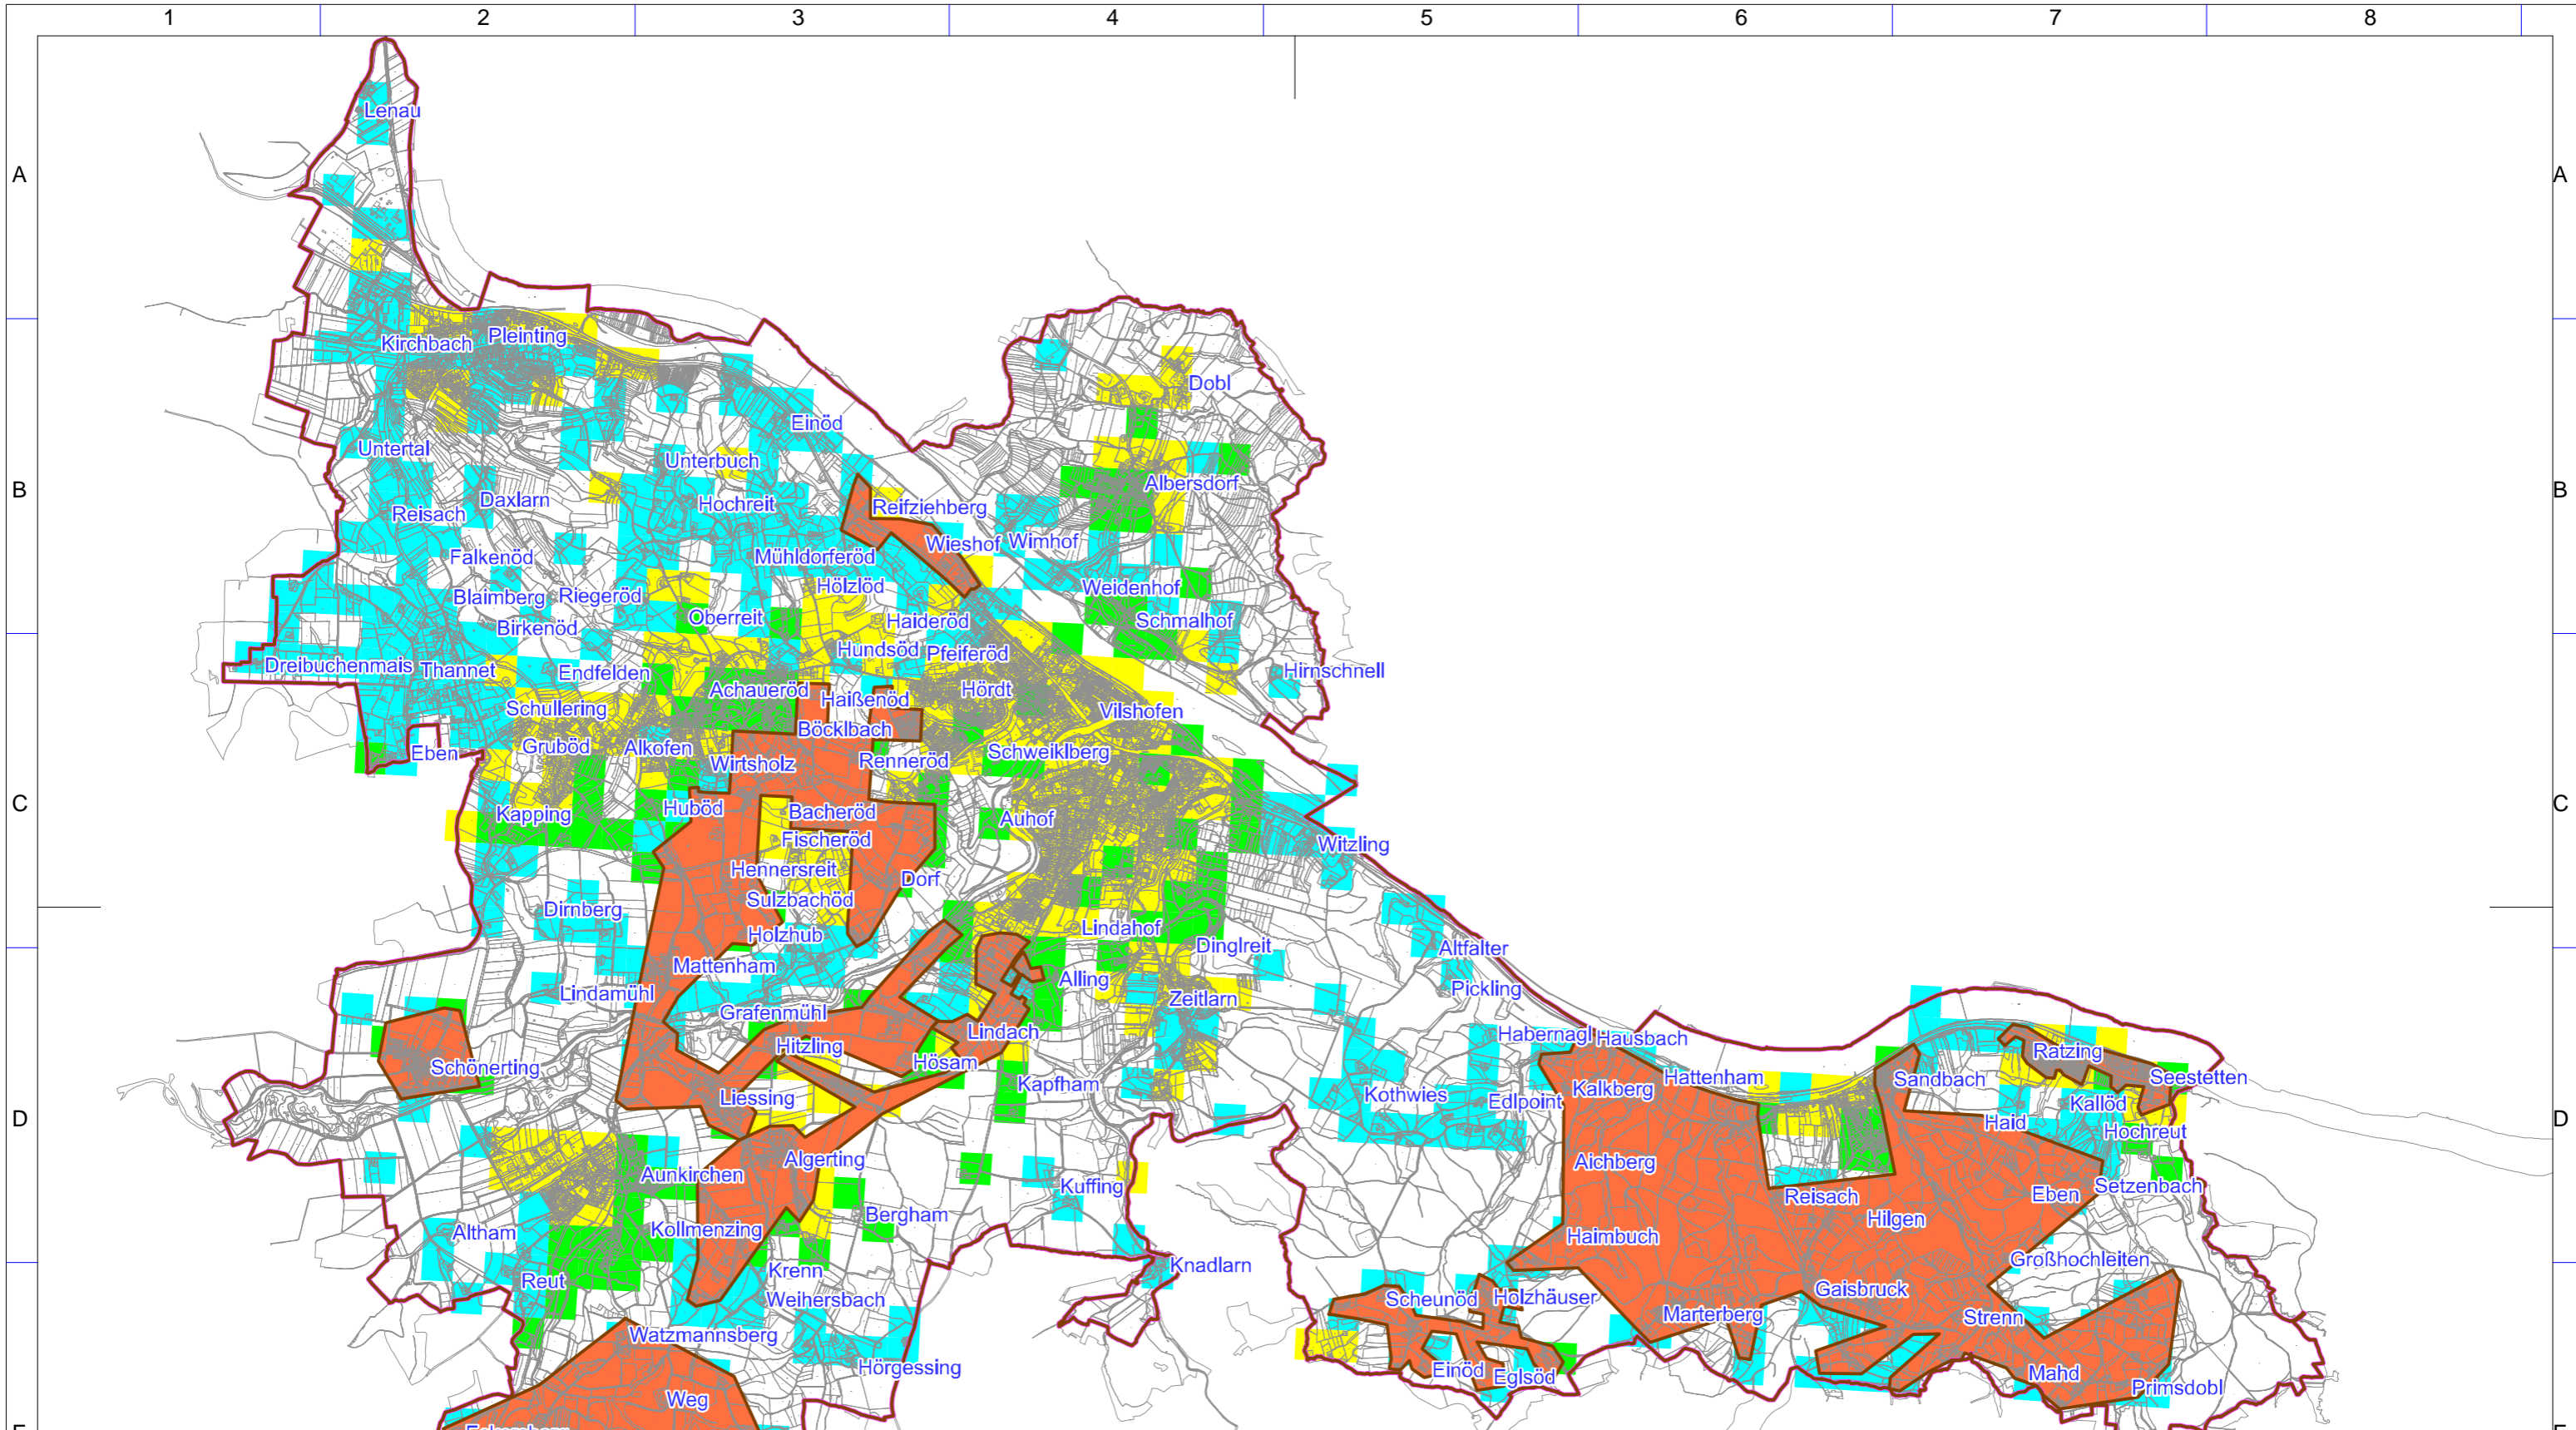 1 2 3 4 5 6 7 8
Lenau
A A
Pleinting
Kirchbach
Dobl
Einöd
Untertal
Unterbuch
Albersdorf
B B
Daxlarn
Hochreit
Reifziehberg
Reisach
Wieshof
Wimhof
Falkenöd
Mühldorferöd
Hölzlöd
Weidenhof
Blaimberg
Riegeröd
Oberreit
Haideröd
Schmalhof
Birkenöd
Hundsöd
Pfeiferöd
Dreibuchenmais
Thannet
Endfelden
Hirnschnell
Achaueröd
Haißenöd
Hördt
Schullering
Vilshofen
Böcklbach
Gruböd
Alkofen
Eben
Schweiklberg
Wirtsholz
Renneröd
C C
Huböd
Kapping
Bacheröd
Auhof
Fischeröd
Witzling
Hennersreit
Dorf
Sulzbachöd
Dirnberg
Lindahof
Holzhub
Dinglreit
Altfalter
Mattenham
Alling
Lindamühl
Pickling
Zeitlarn
Grafenmühl
Lindach
Habernagl
Hausbach
Hitzling
Ratzing
Hösam
Schönerting
Kapfham
Hattenham
Sandbach
Seestetten
Liessing
Kothwies
Edlpoint
Kalkberg
Kallöd
D D
Haid
Hochreut
Algerting
Aichberg
Aunkirchen
Kuffing
Reisach
Eben
Setzenbach
Bergham
Hilgen
Altham
Kollmenzing
Haimbuch
Großhochleiten
Knadlarn
Krenn
Reut
Gaisbruck
Weihersbach
Scheunöd
Holzhäuser
Marterberg
Strenn
Watzmannsberg
Hörgessing
Einöd
Eglsöd
Mahd
Primsdobl
Weg